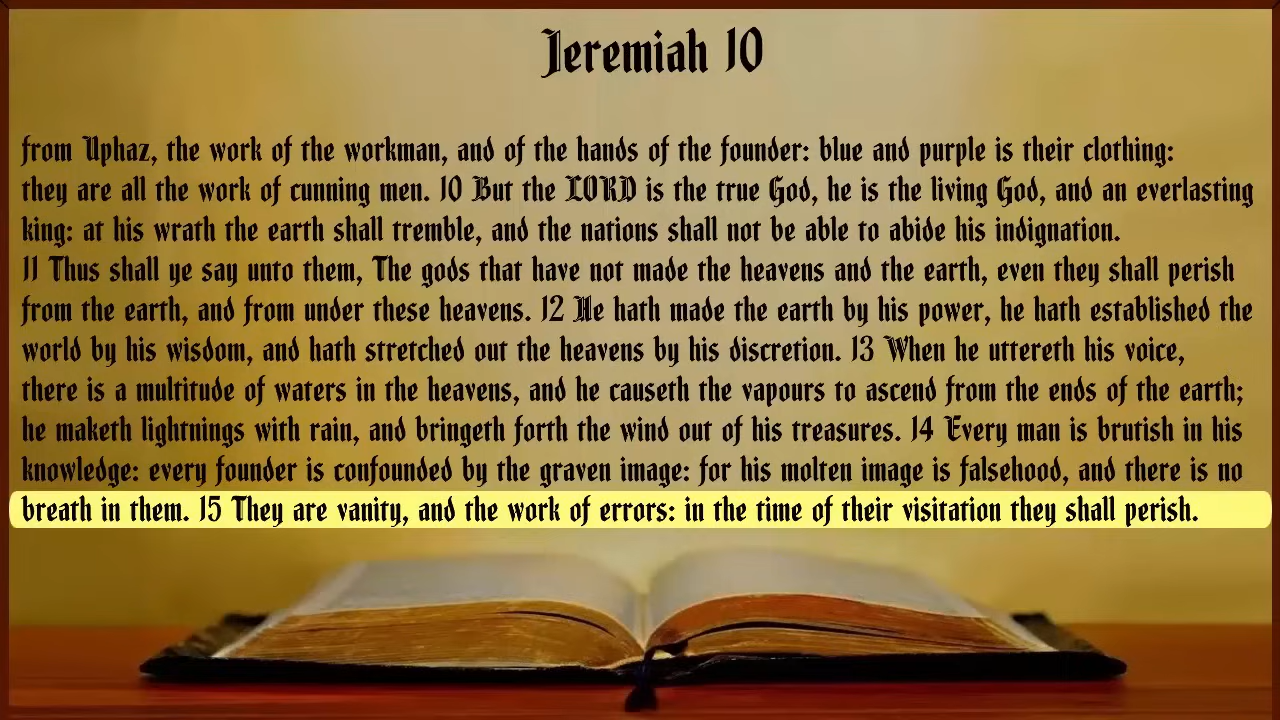 Jeremiah 10
from Uphaz, the work of the workman, and of the hands of the founder: blue and purple is their clothing:
they are all the work of cunning men. 10 But the LORD is the true God, he is the living God, and an everlasting
king: at his wrath the earth shall tremble, and the nations shall not be able to abide his indignation.
11 Thus shall ye say unto them, The gods that have not made the heavens and the earth, even they shall perish
from the earth, and from under these heavens. 12 He hath made the earth by his power, he hath established the
world by his wisdom, and hath stretched out the heavens by his discretion. 13 When he uttereth his voice,
there is a multitude of waters in the heavens, and he causeth the vapours to ascend from the ends of the earth;
he maketh lightnings with rain, and bringeth forth the wind out of his treasures. 14 Every man is brutish in his
knowledge: every founder is confounded by the graven image: for his molten image is falsehood, and there is no
breath in them. 15 They are vanity, and the work of errors: in the time of their visitation they shall perish.